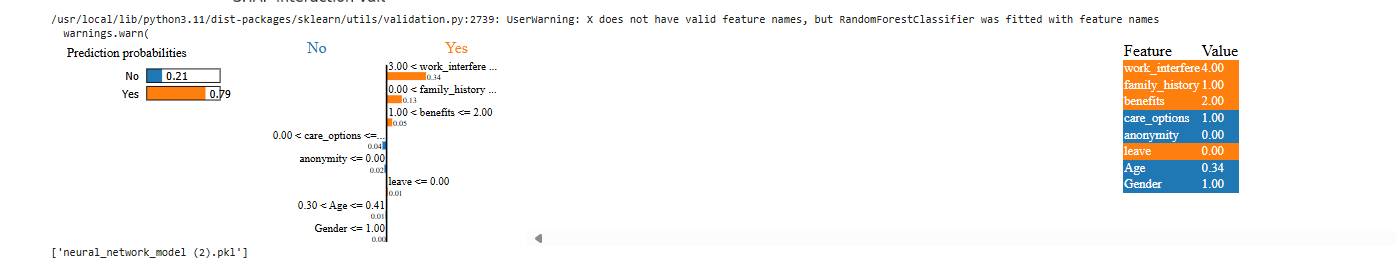 /usr/local/lib/python3.11/dist-packages/sklearn/utils/validation.py:2739: UserWarning: X does not have valid feature names, but RandomForestClassifier was fitted with feature names
warnings.warn(
Prediction probabilities
No 0.21
Yes 0.79
No Yes
3.00 < work_interfere ...
0.34
0.00 < family_history ...
0.13
1.00 < benefits <= 2.00
0.05
0.00 < care_options <=...
0.04
anonymity <= 0.00
0.02
leave <= 0.00
0.01
0.30 < Age <= 0.41
0.01
Gender <= 1.00
0.00
Feature Value
work_interfere 4.00
family_history 1.00
benefits 2.00
care_options 1.00
anonymity 0.00
leave 0.00
Age 0.34
Gender 1.00
['neural_network_model (2).pkl']